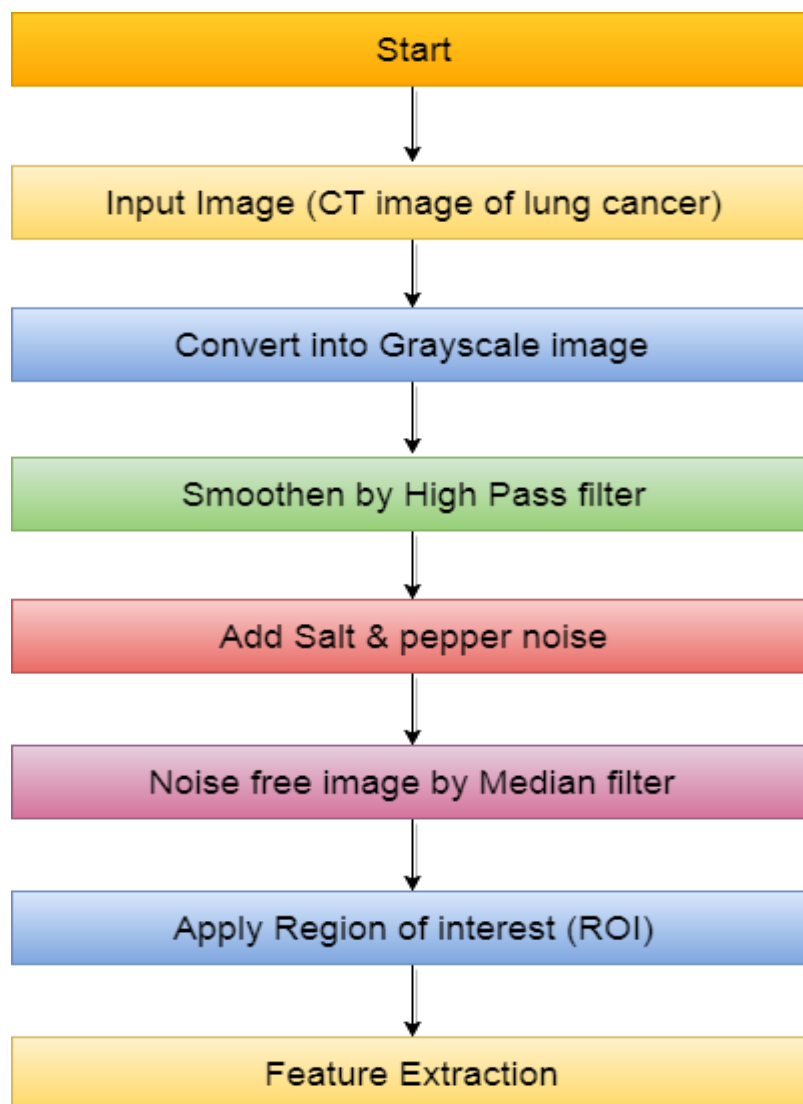 Start
Input Image (CT image of lung cancer)
Convert into Grayscale image
Smoothen by High Pass filter
Add Salt & pepper noise
Noise free image by Median filter
Apply Region of interest (ROI)
Feature Extraction